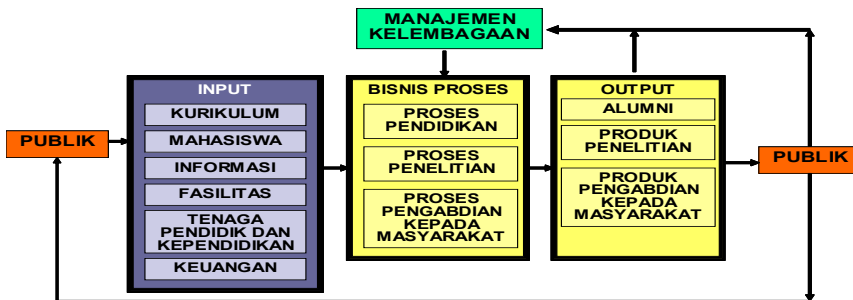 MANAJEMEN
KELEMBAGAAN
PUBLIK
INPUT
KURIKULUM
MAHASISWA
INFORMASI
FASILITAS
TENAGA
PENDIDIK DAN
KEPENDIDIKAN
KEUANGAN
BISNIS PROSES
PROSES
PENDIDIKAN
PROSES
PENELITIAN
PROSES
PENGABDIAN
KEPADA
MASYARAKAT
OUTPUT
ALUMNI
PRODUK
PENELITIAN
PRODUK
PENGABDIAN
KEPADA
MASYARAKAT
PUBLIK